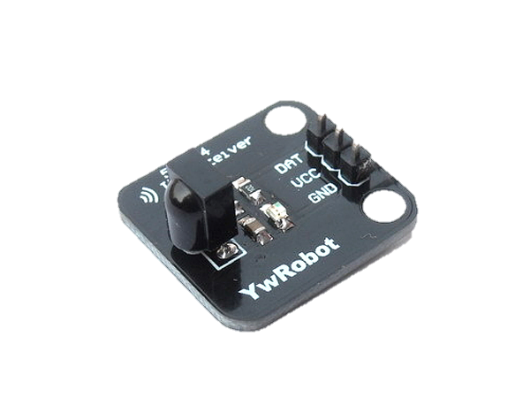 DAT
VCC
GND
YwRobot